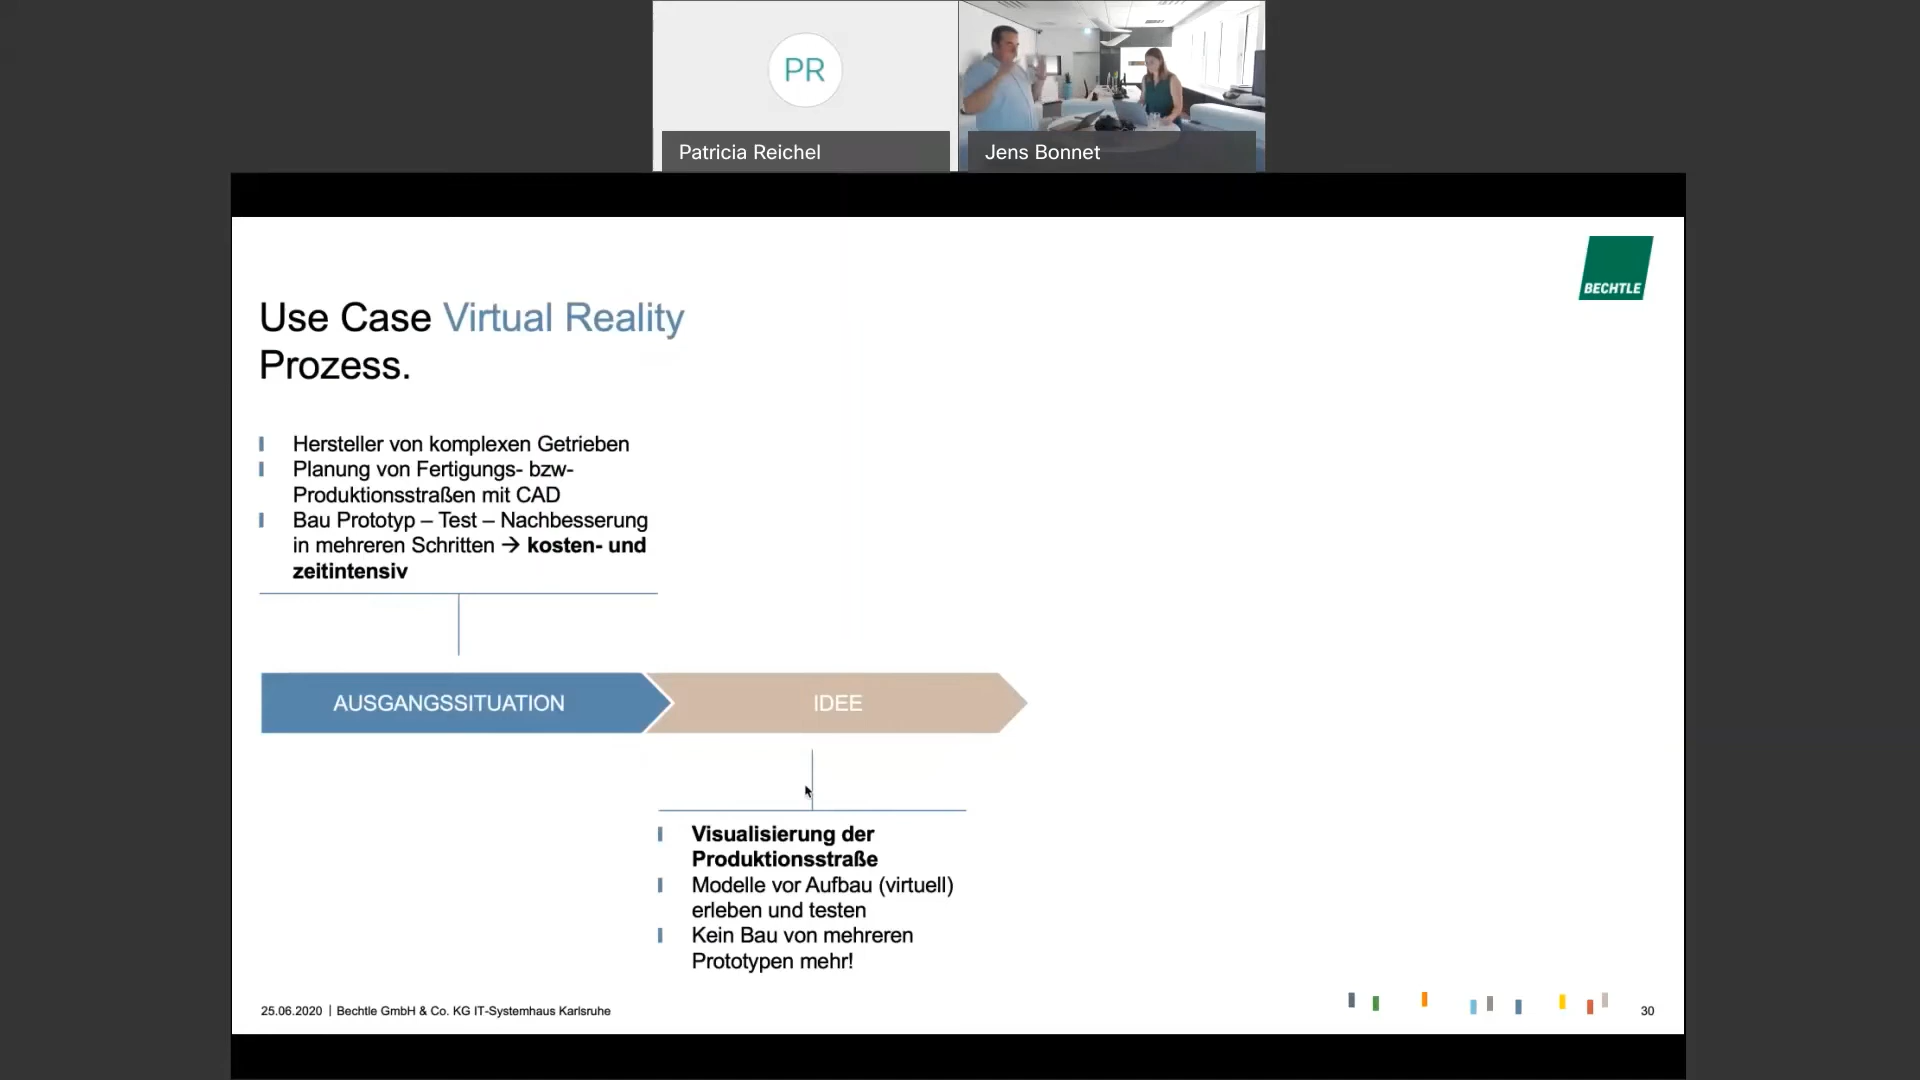 PR
Patricia Reichel
Jens Bonnet
BECHTLE
Use Case Virtual Reality
Prozess.
Hersteller von komplexen Getrieben
Planung von Fertigungs- bzw-
Produktionsstraßen mit CAD
Bau Prototyp – Test – Nachbesserung
in mehreren Schritten → kosten- und
zeitintensiv
AUSGANGSSITUATION
IDEE
Visualisierung der
Produktionsstraße
Modelle vor Aufbau (virtuell)
erleben und testen
Kein Bau von mehreren
Prototypen mehr!
25.06.2020 | Bechtle GmbH & Co. KG IT-Systemhaus Karlsruhe
30